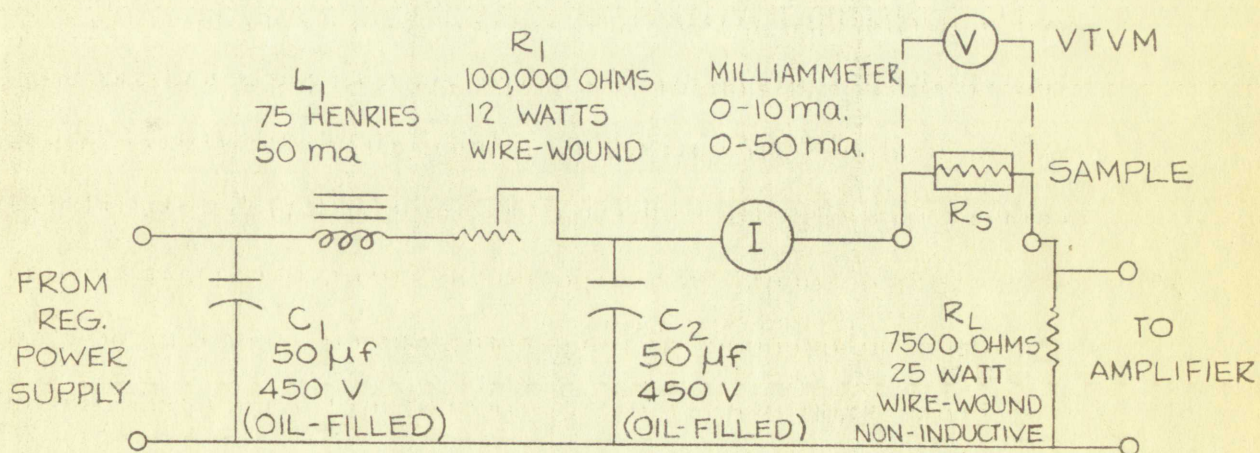 V
VTVM
R1
100,000 OHMS
12 WATTS
WIRE-WOUND
L1
75 HENRIES
50 ma
MILLIAMMETER
0-10 ma.
0-50 ma.
SAMPLE
RS
I
FROM
REG.
POWER
SUPPLY
C1
50 μf
450 V
(OIL-FILLED)
C2
50 μf
450 V
(OIL-FILLED)
RL
7500 OHMS
25 WATT
WIRE-WOUND
NON-INDUCTIVE
TO
AMPLIFIER